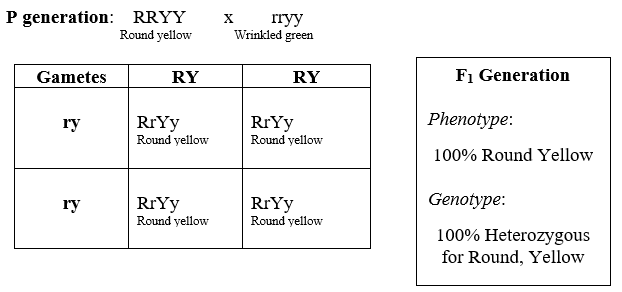 P generation: RRYY x rryy
Round yellow Wrinkled green
Gametes RY RY
ry RrYy RrYy
Round yellow Round yellow
ry RrYy RrYy
Round yellow Round yellow
F₁ Generation
Phenotype:
100% Round Yellow
Genotype:
100% Heterozygous
for Round, Yellow